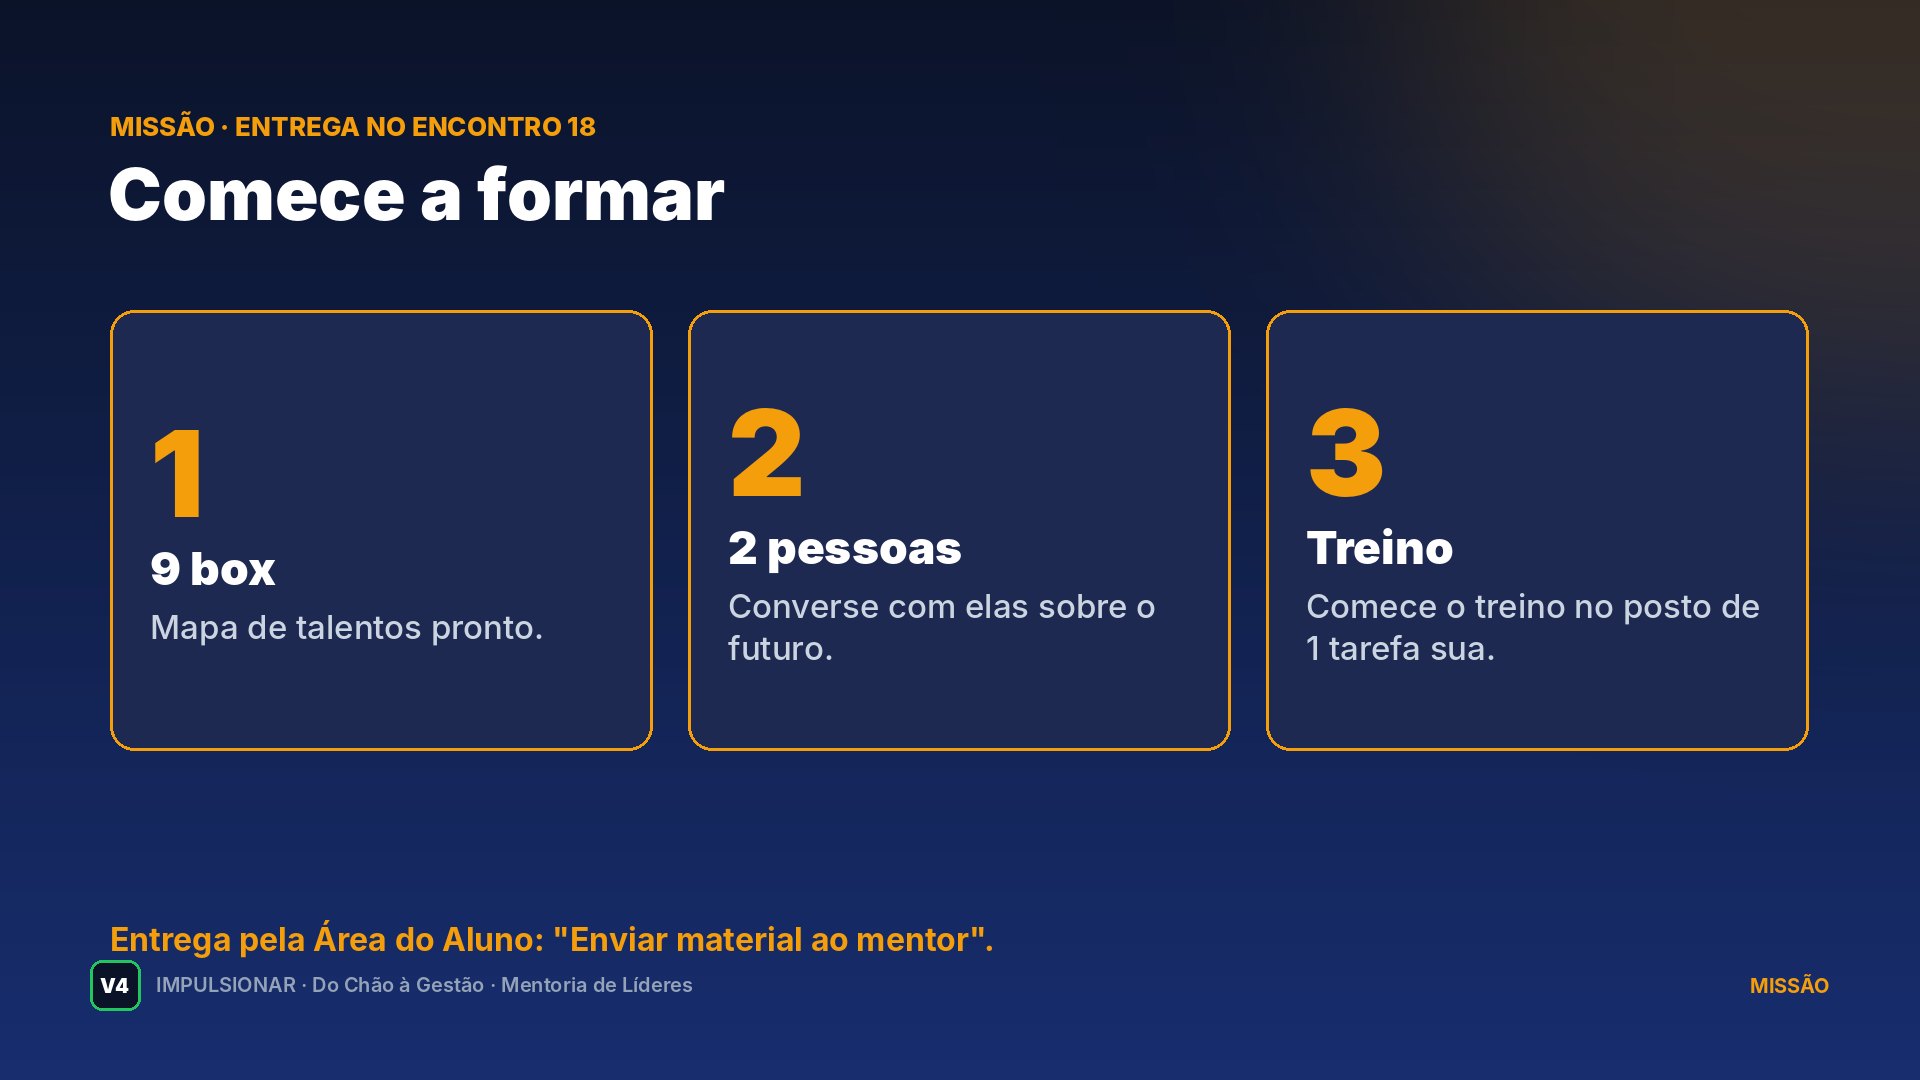 MISSÃO · ENTREGA NO ENCONTRO 18
Comece a formar
1
9 box
Mapa de talentos pronto.
2
2 pessoas
Converse com elas sobre o
futuro.
3
Treino
Comece o treino no posto de
1 tarefa sua.
Entrega pela Área do Aluno: "Enviar material ao mentor".
V4
IMPULSIONAR · Do Chão à Gestão · Mentoria de Líderes
MISSÃO